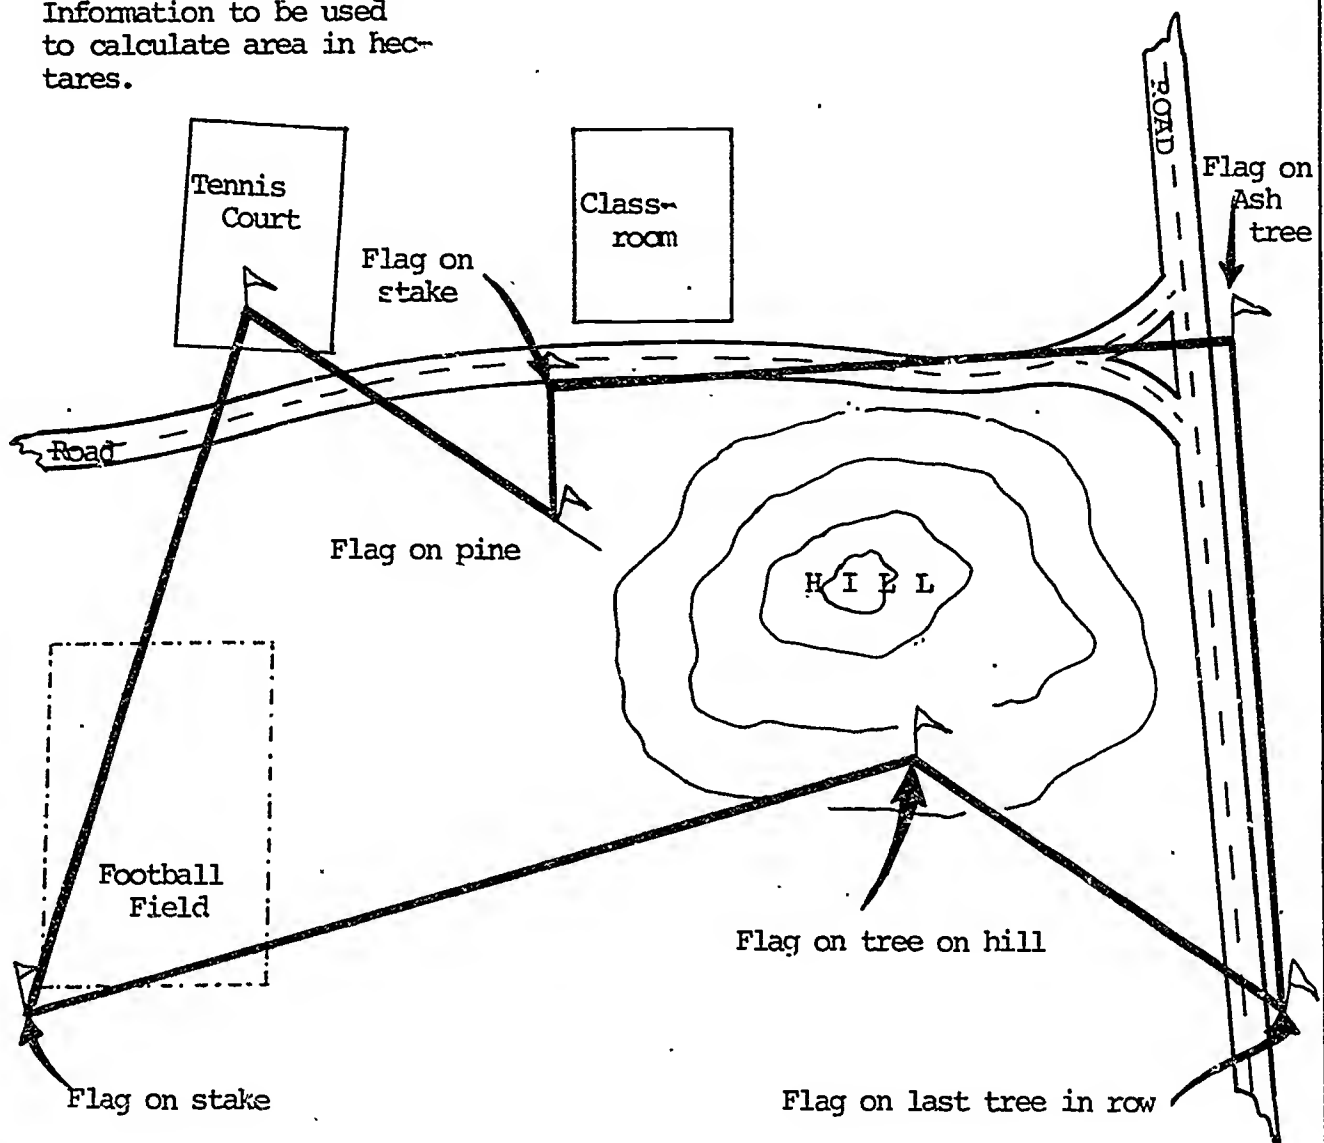 Information to be used
to calculate area in hec-
tares.
ROAD
Flag on
Ash
tree
Tennis
Court
Class-
room
Flag on
stake
Road
Flag on pine
HILL
Football
Field
Flag on tree on hill
Flag on stake
Flag on last tree in row